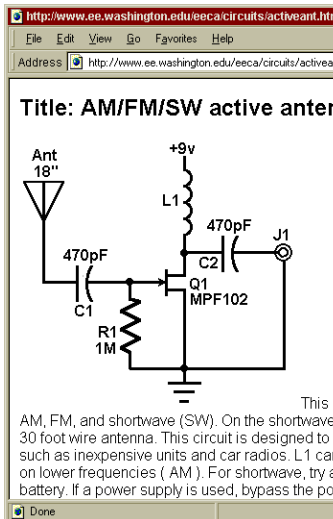 http://www.ee.washington.edu/eeca/circuits/activeant.htm
File Edit View Go Favorites Help
Address http://www.ee.washington.edu/eeca/circuits/activea
Title: AM/FM/SW active anten
Ant
18"
+9v
L1
470pF
J1
470pF
C2
Q1
MPF102
C1
R1
1M
This
AM, FM, and shortwave (SW). On the shortwave
30 foot wire antenna. This circuit is designed to
such as inexpensive units and car radios. L1 ca
on lower frequencies ( AM ). For shortwave, try a
battery. If a power supply is used, bypass the po
Done